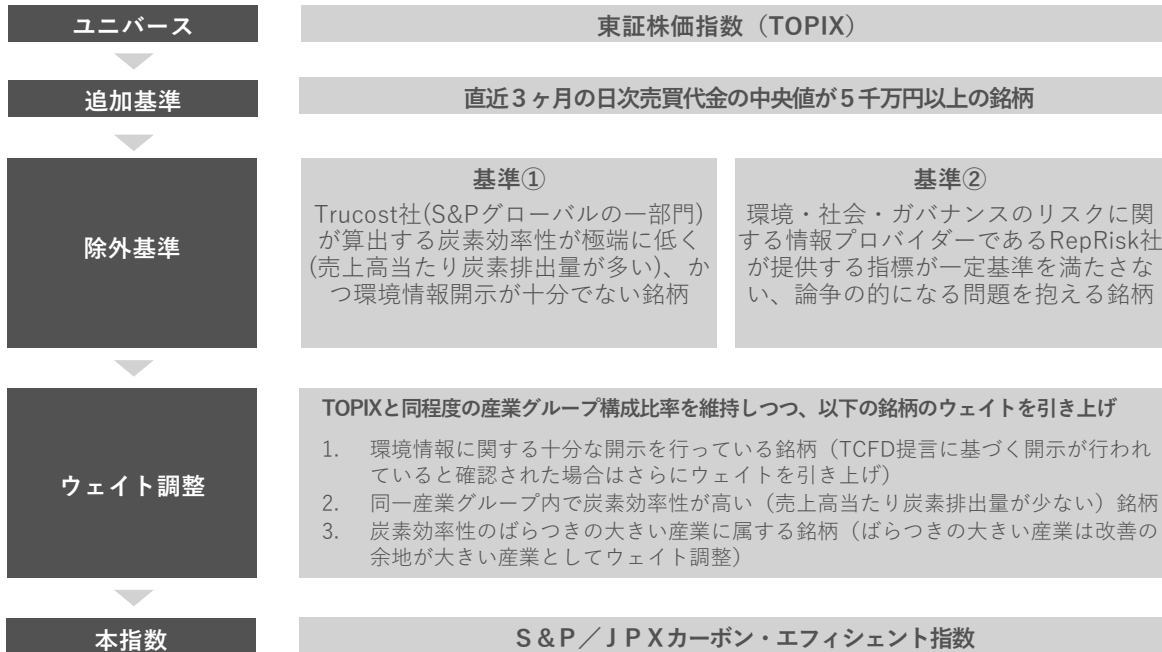 ユニバース
東証株価指数（TOPIX）
追加基準
直近３ヶ月の日次売買代金の中央値が５千万円以上の銘柄
除外基準
基準①
Trucost社(S&Pグローバルの一部門)
が算出する炭素効率性が極端に低く
(売上高当たり炭素排出量が多い)、か
つ環境情報開示が十分でない銘柄
基準②
環境・社会・ガバナンスのリスクに関
する情報プロバイダーであるRepRisk社
が提供する指標が一定基準を満たさな
い、論争の的になる問題を抱える銘柄
ウェイト調整
TOPIXと同程度の産業グループ構成比率を維持しつつ、以下の銘柄のウェイトを引き上げ
1. 環境情報に関する十分な開示を行っている銘柄（TCFD提言に基づく開示が行われ
ていると確認された場合はさらにウェイトを引き上げ）
2. 同一産業グループ内で炭素効率性が高い（売上高当たり炭素排出量が少ない）銘柄
3. 炭素効率性のばらつきの大きい産業に属する銘柄（ばらつきの大きい産業は改善の
余地が大きい産業としてウェイト調整）
本指数
Ｓ＆Ｐ／ＪＰＸカーボン・エフィシェント指数